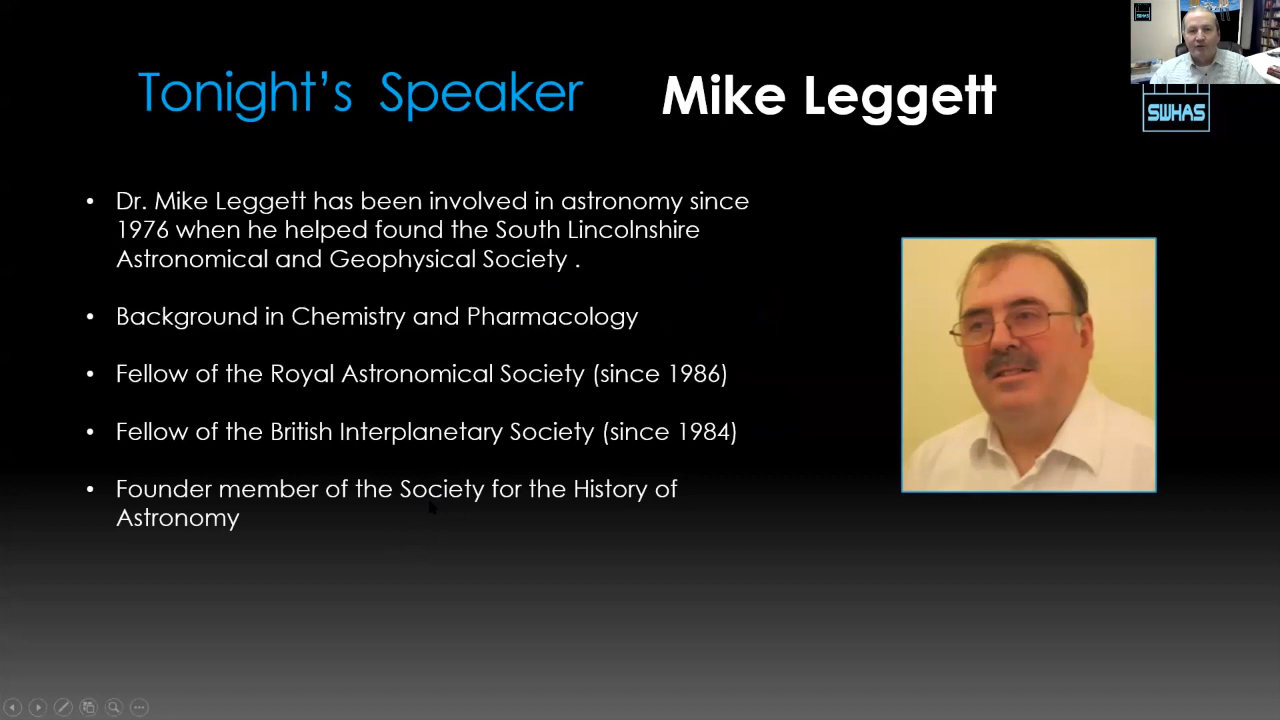 Tonight's Speaker
Mike Leggett
SWHAS
• Dr. Mike Leggett has been involved in astronomy since
1976 when he helped found the South Lincolnshire
Astronomical and Geophysical Society .
• Background in Chemistry and Pharmacology
• Fellow of the Royal Astronomical Society (since 1986)
• Fellow of the British Interplanetary Society (since 1984)
• Founder member of the Society for the History of
Astronomy